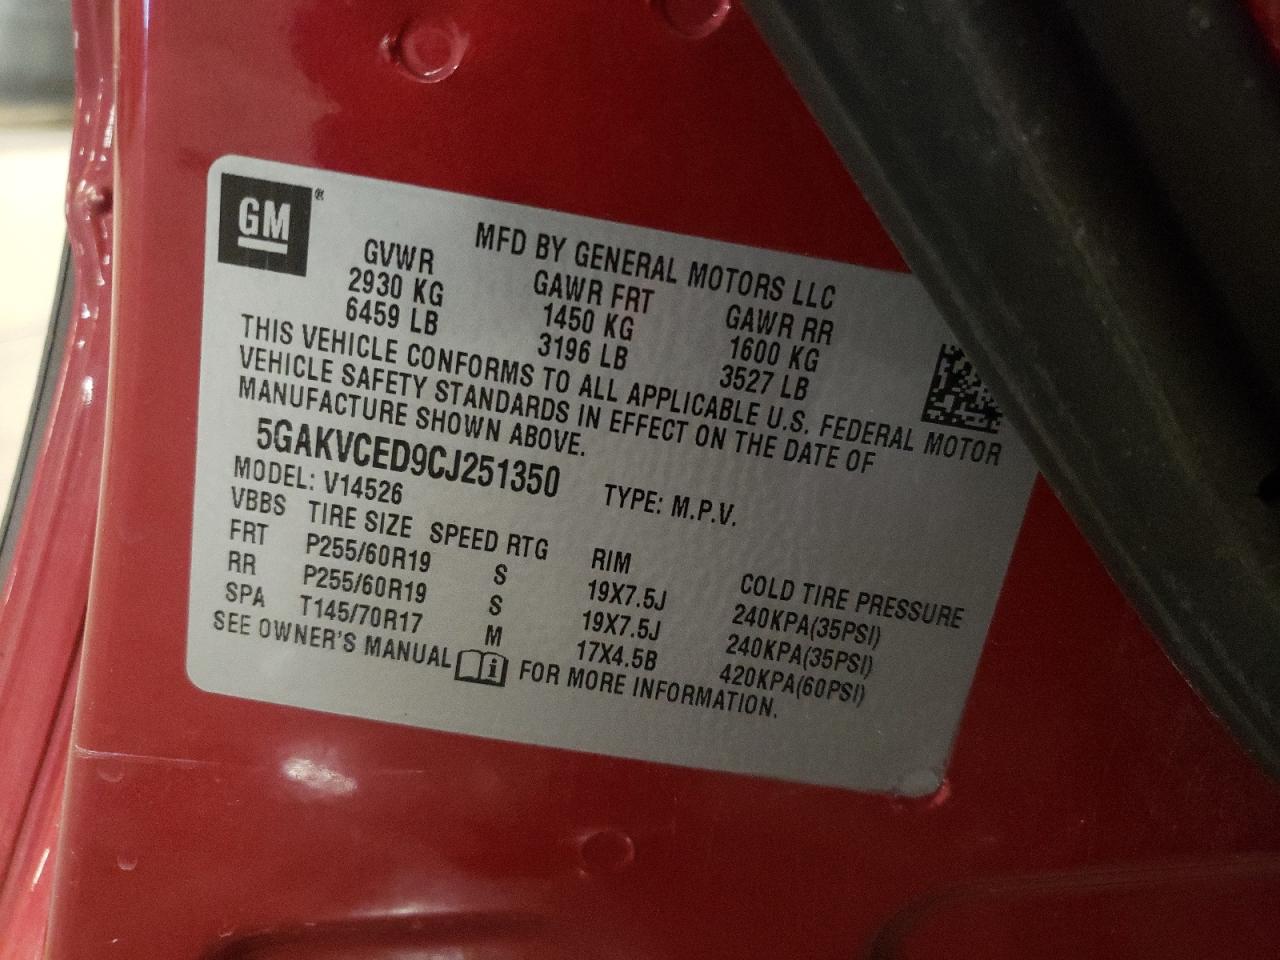 GM ®
MFD BY GENERAL MOTORS LLC
GVWR GAWR FRT GAWR RR
2930 KG 1450 KG 1600 KG
6459 LB 3196 LB 3527 LB
THIS VEHICLE CONFORMS TO ALL APPLICABLE U.S. FEDERAL MOTOR
VEHICLE SAFETY STANDARDS IN EFFECT ON THE DATE OF
MANUFACTURE SHOWN ABOVE.
5GAKVCED9CJ251350 TYPE: M.P.V.
MODEL: V14526
VBBS TIRE SIZE SPEED RTG RIM COLD TIRE PRESSURE
FRT P255/60R19 S 19X7.5J 240KPA(35PSI)
RR P255/60R19 S 19X7.5J 240KPA(35PSI)
SPA T145/70R17 M 17X4.5B 420KPA(60PSI)
SEE OWNER'S MANUAL i FOR MORE INFORMATION.